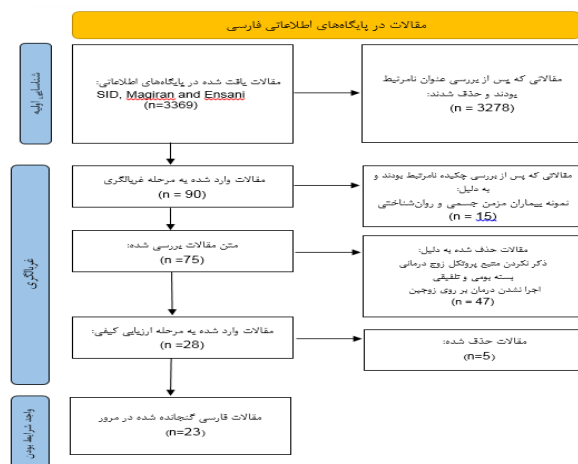 مقالات در پایگاه‌های اطلاعاتی فارسی
شناسایی اولیه
مقالات یافت شده در پایگاه‌های اطلاعاتی:
SID, Magiran and Ensani
(n=3369)
مقالاتی که پس از بررسی عنوان نامرتبط
بودند و حذف شدند:
(n = 3278)
غربالگری
مقالات وارد شده به مرحله غربالگری
(n = 90)
مقالاتی که پس از بررسی چکیده نامرتبط بودند و
به دلیل:
نمونه بیماران مزمن جسمی و روان‌شناختی
(n = 15)
متن مقالات بررسی شده:
(n =75)
مقالات حذف شده به دلیل:
ذکر نکردن منبع پروتکل زوج درمانی
بسته بومی و تلفیقی
اجرا نشدن درمان بر روی زوجین
(n = 47)
مقالات وارد شده به مرحله ارزیابی کیفی:
(n =28)
مقالات حذف شده:
(n=5)
واجد شرایط بودن
مقالات فارسی گنجانده شده در مرور
(n=23)